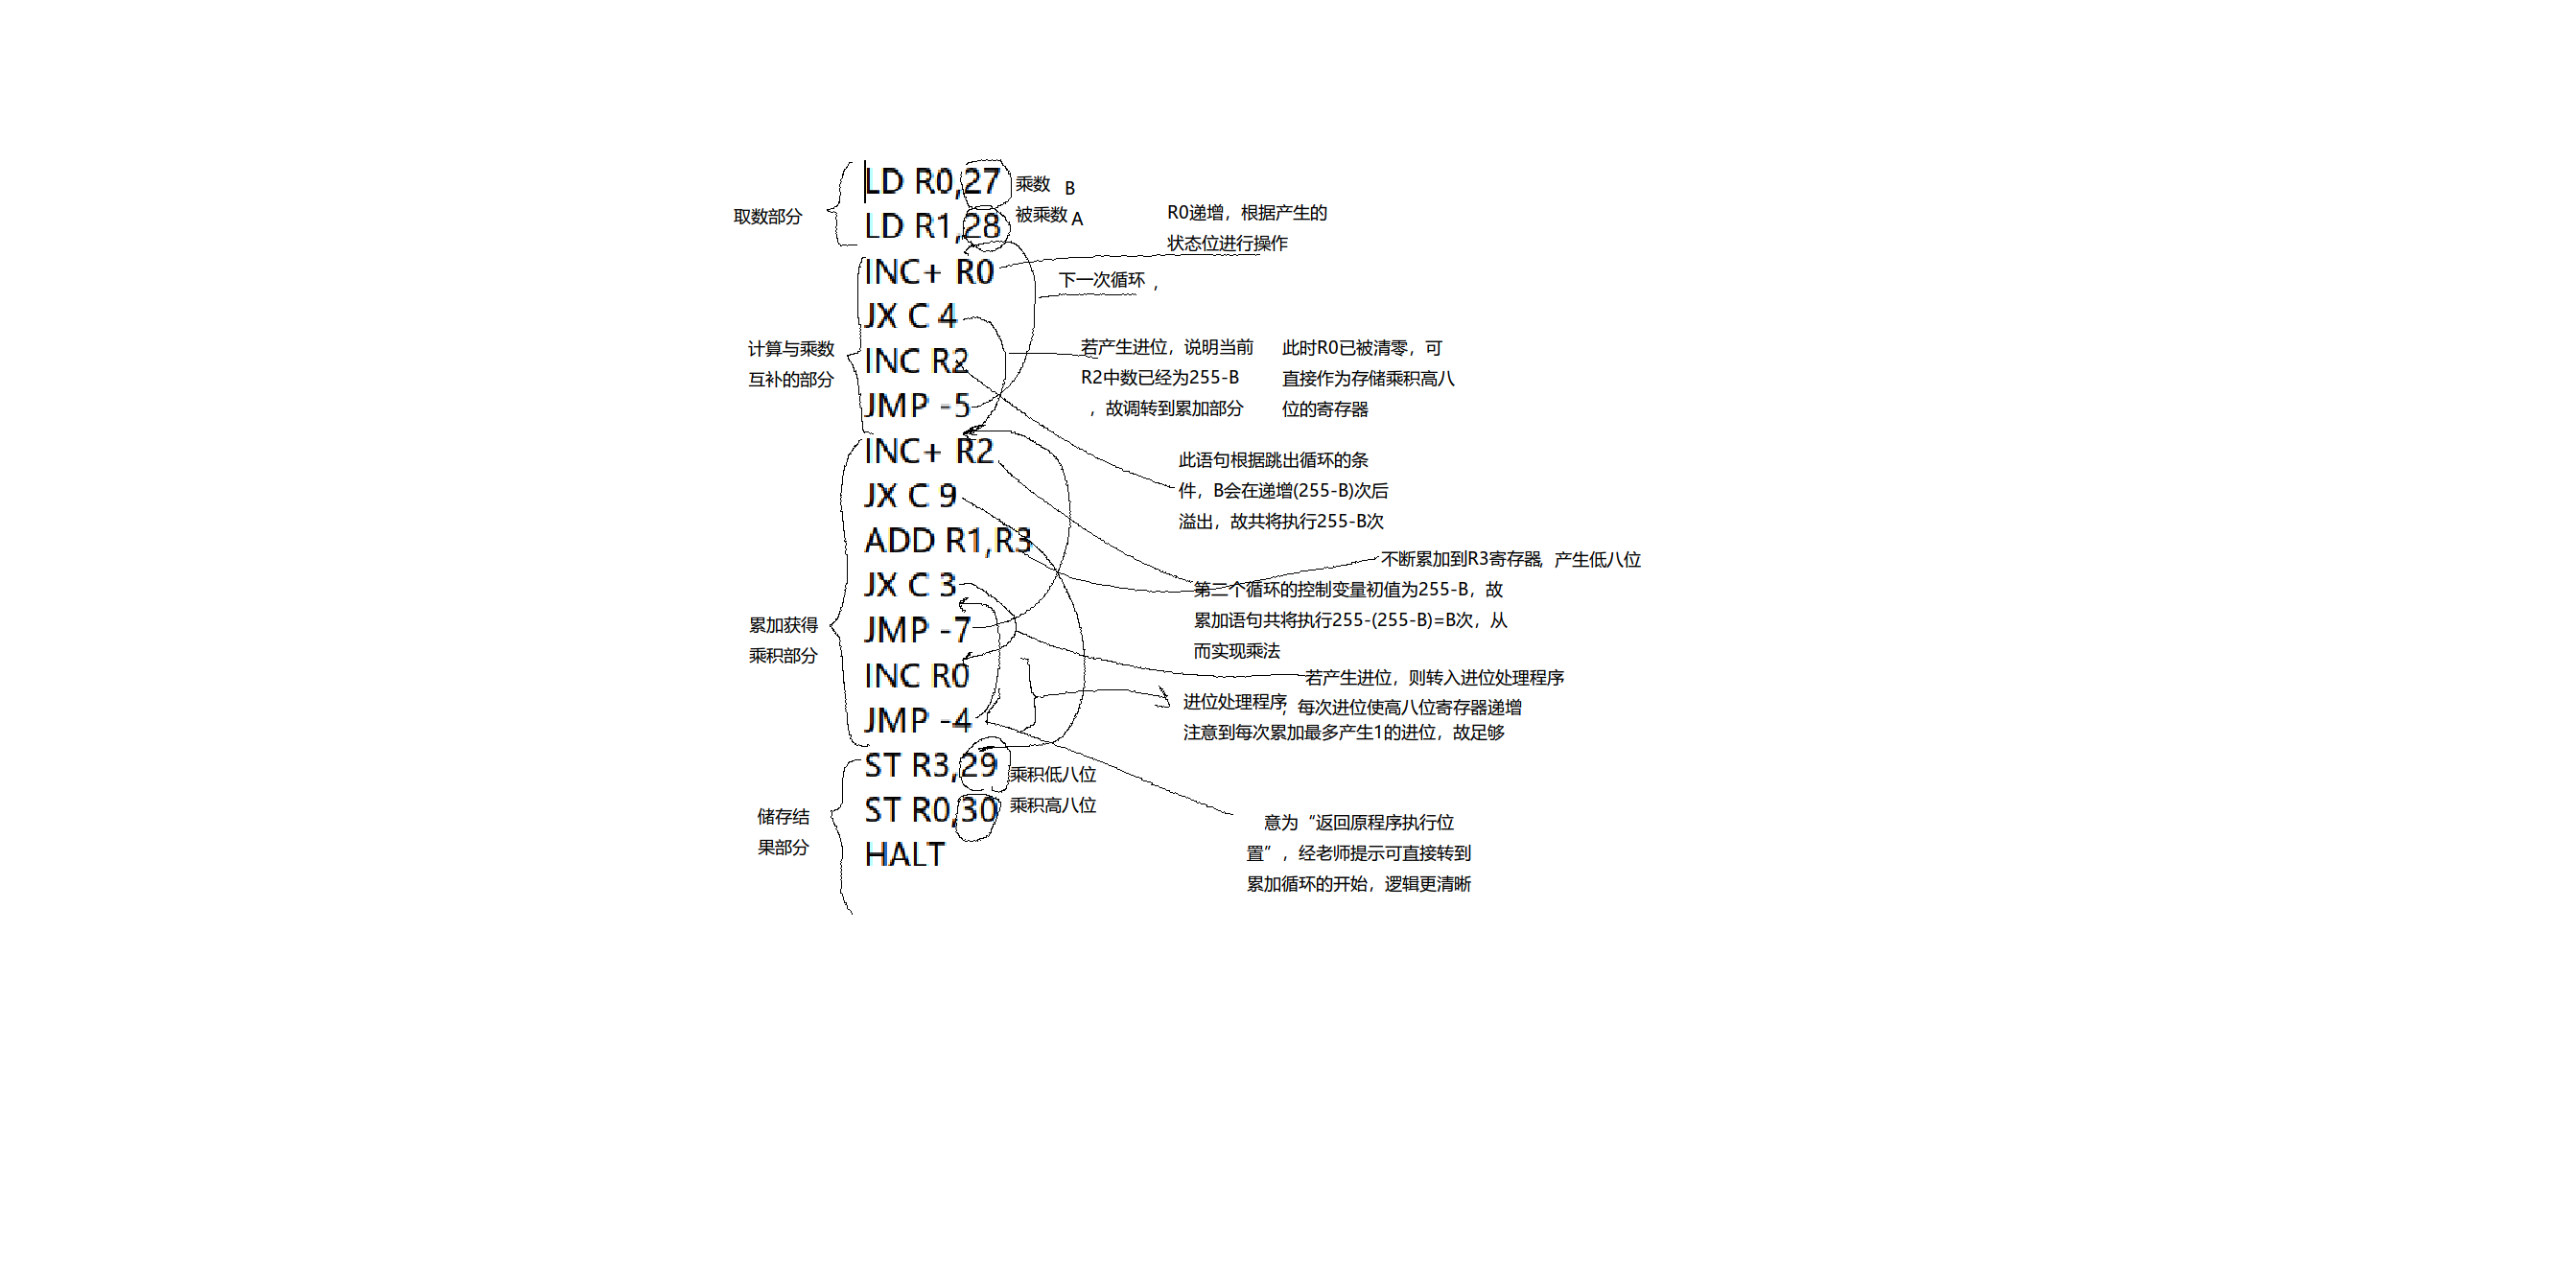 LD R0,27
乘数 B
LD R1,28
被乘数 A
取数部分
INC+ R0
R0递增，根据产生的
状态位进行操作
JX C 4
下一次循环 ，
INC R2
JMP -5
计算与乘数
互补的部分
若产生进位，说明当前
R2中数已经为255-B
，故调转到累加部分
此时R0已被清零，可
直接作为存储乘积高八
位的寄存器
此语句根据跳出循环的条
件，B会在递增(255-B)次后
溢出，故共将执行255-B次
INC+ R2
JX C 9
ADD R1,R3
不断累加到R3寄存器，产生低八位
第二个循环的控制变量初值为255-B，故
累加语句共将执行255-(255-B)=B次，从
而实现乘法
JX C 3
JMP -7
累加获得
乘积部分
若产生进位，则转入进位处理程序
INC R0
JMP -4
进位处理程序，每次进位使高八位寄存器递增
注意到每次累加最多产生1的进位，故足够
ST R3,29
乘积低八位
ST R0,30
乘积高八位
HALT
储存结
果部分
意为“返回原程序执行位
置”，经老师提示可直接转到
累加循环的开始，逻辑更清晰